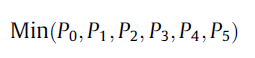 Min(P₀, P₁, P₂, P₃, P₄, P₅)